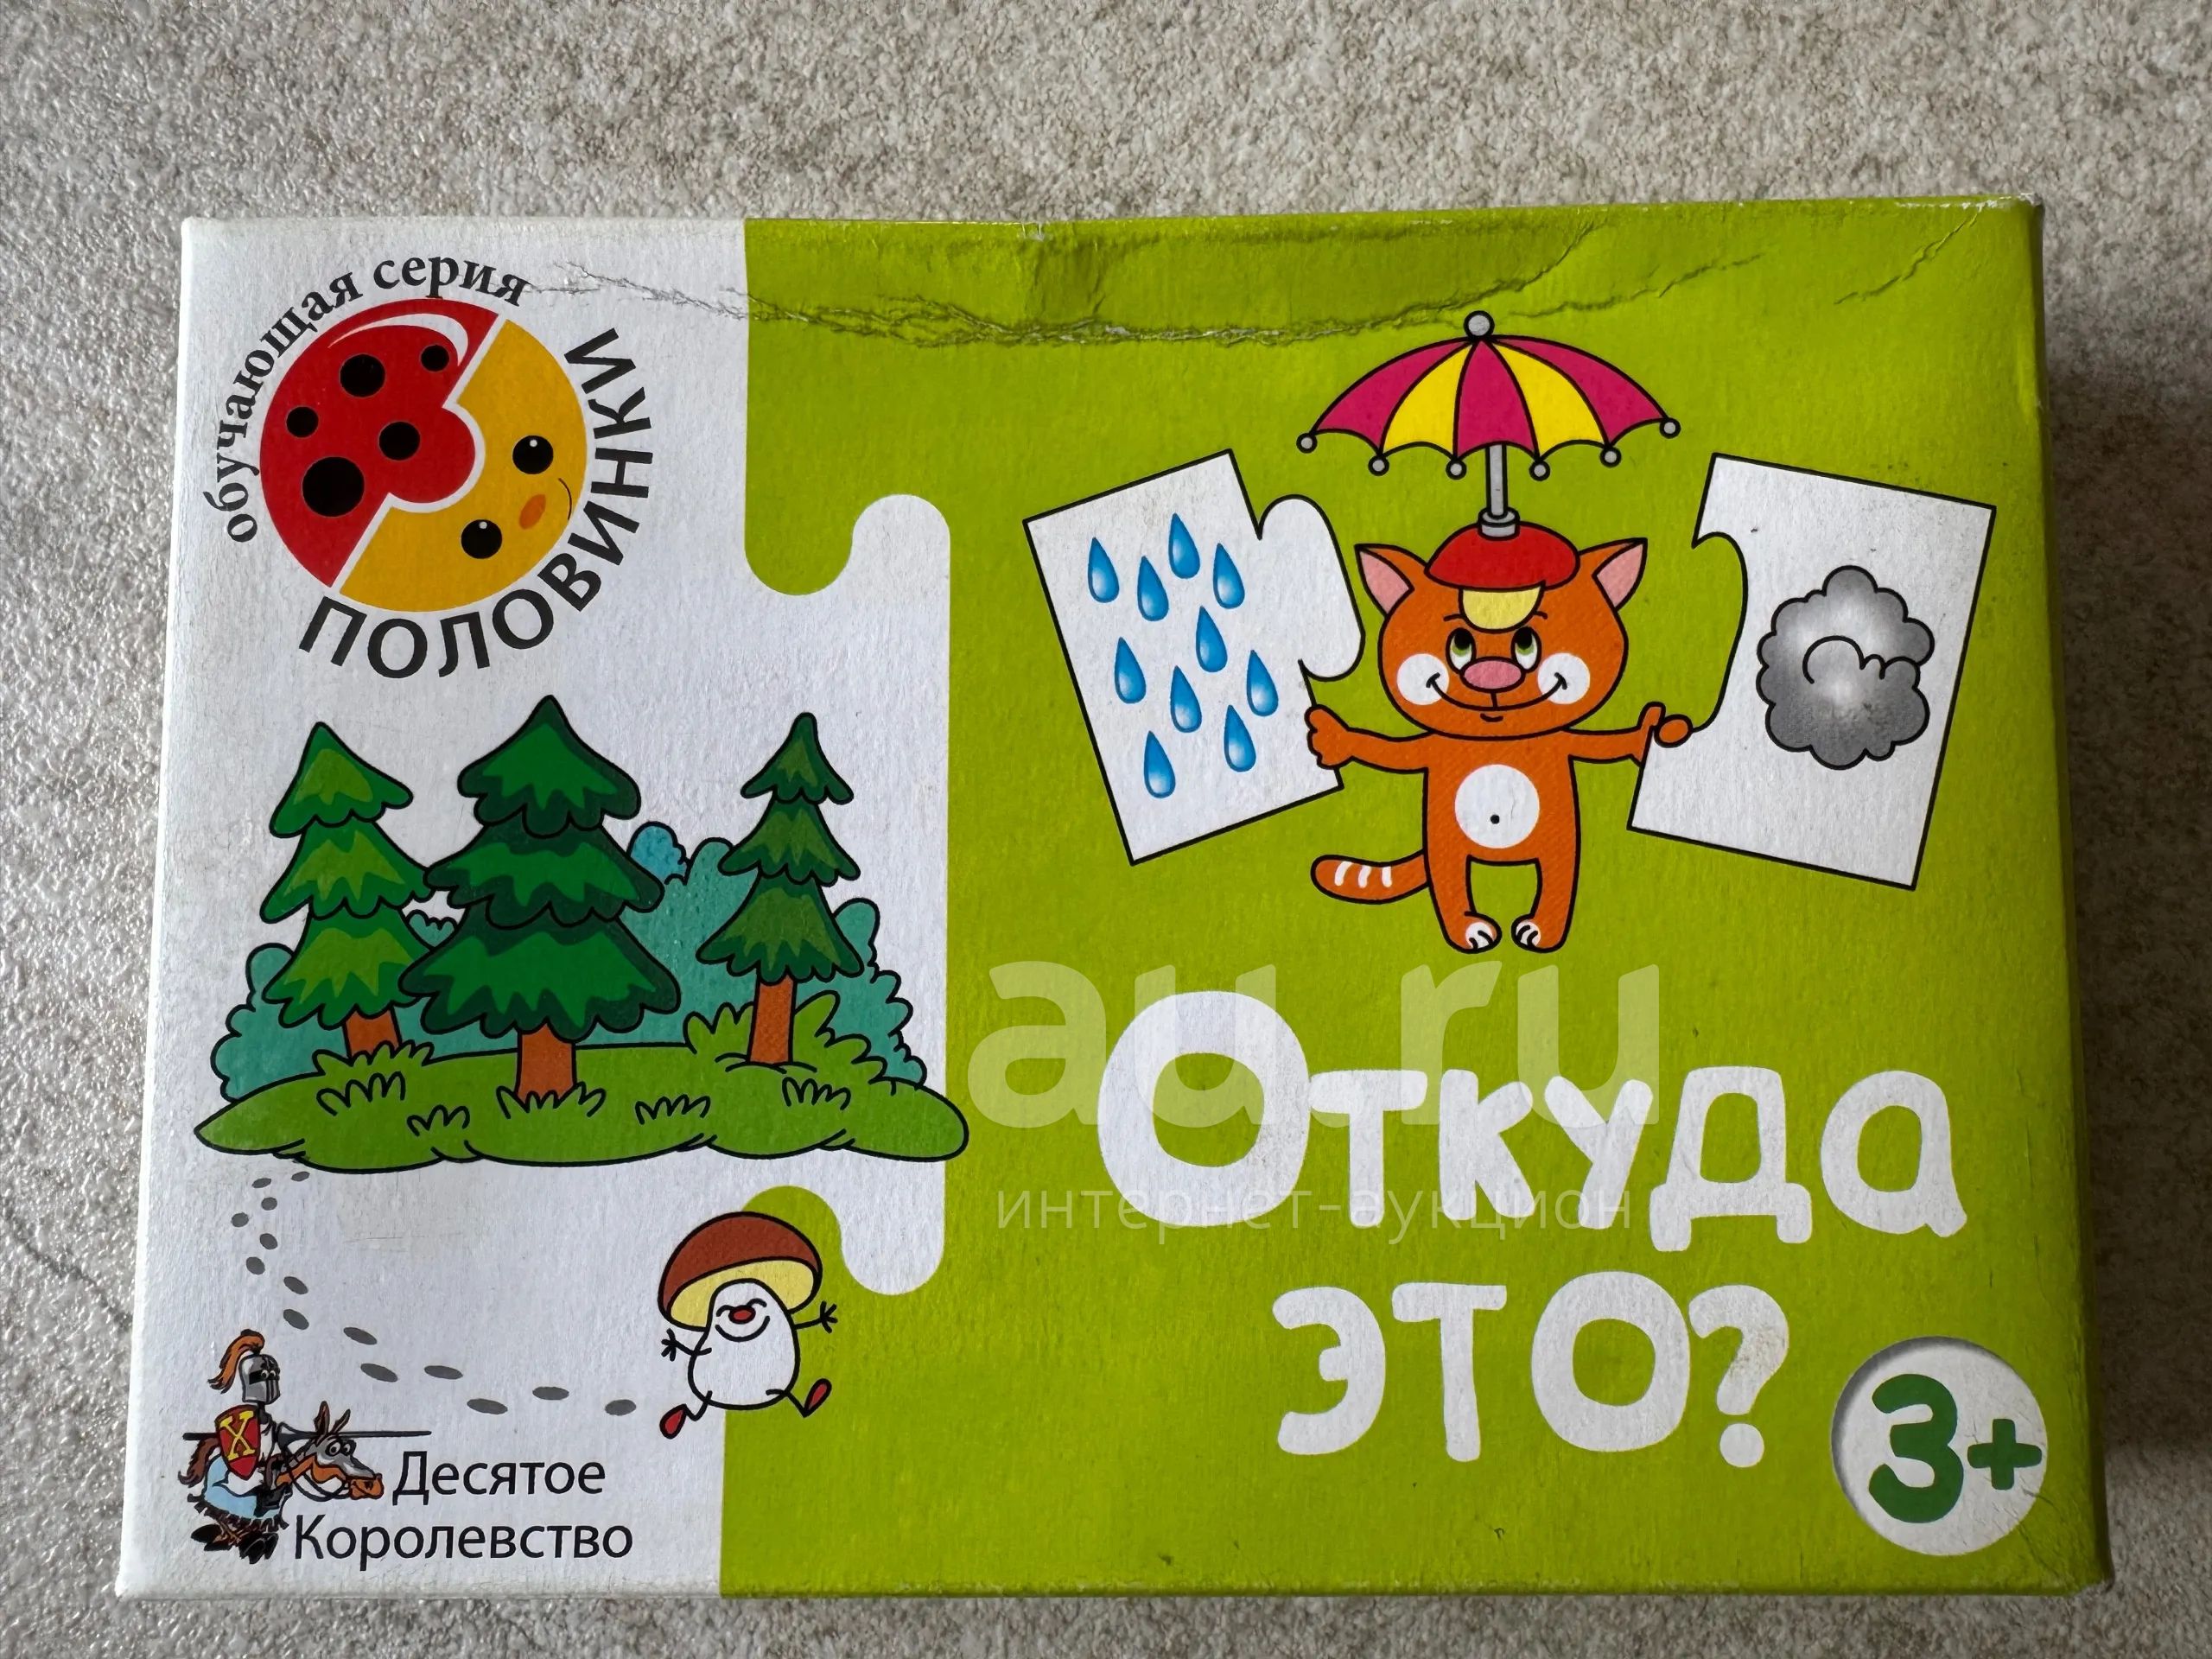 обучающая серия
ПОЛОВИНКИ
au.ru
Откуда
интернет-аукцион
это?
3+
X
Десятое
Королевство